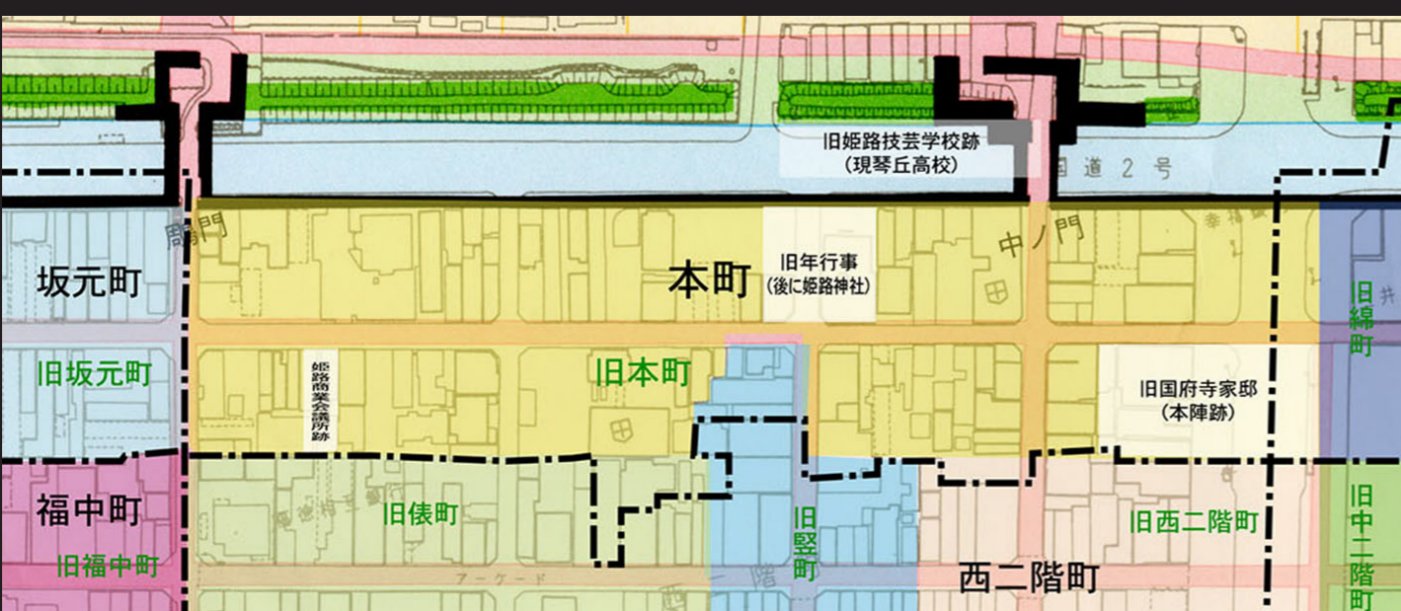 旧姫路技芸学校跡
（現琴丘高校）
国道2号
中ノ門
坂元町
本町
旧年行事
（後に姫路神社）
旧綿町
井
旧坂元町
姫路商業会議所跡
旧本町
旧国府寺家邸
（本陣跡）
福中町
旧俵町
旧竪町
旧西二階町
旧中二階町
旧福中町
アーケード
西二階
西二階町